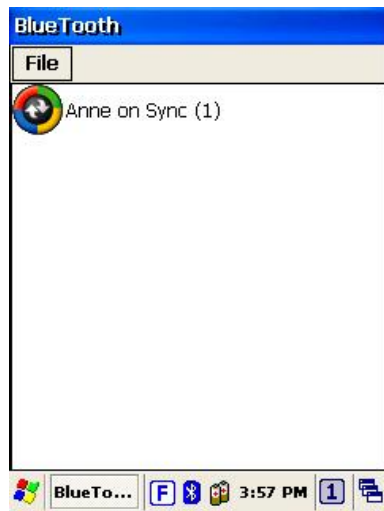 BlueTooth
File
Anne on Sync (1)
BlueTo... F 3:57 PM 1